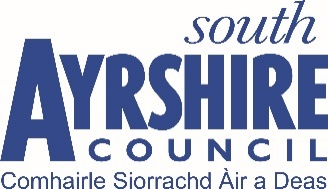 south
AYRSHIRE
COUNCIL
Comhairle Siorrachd Àir a Deas